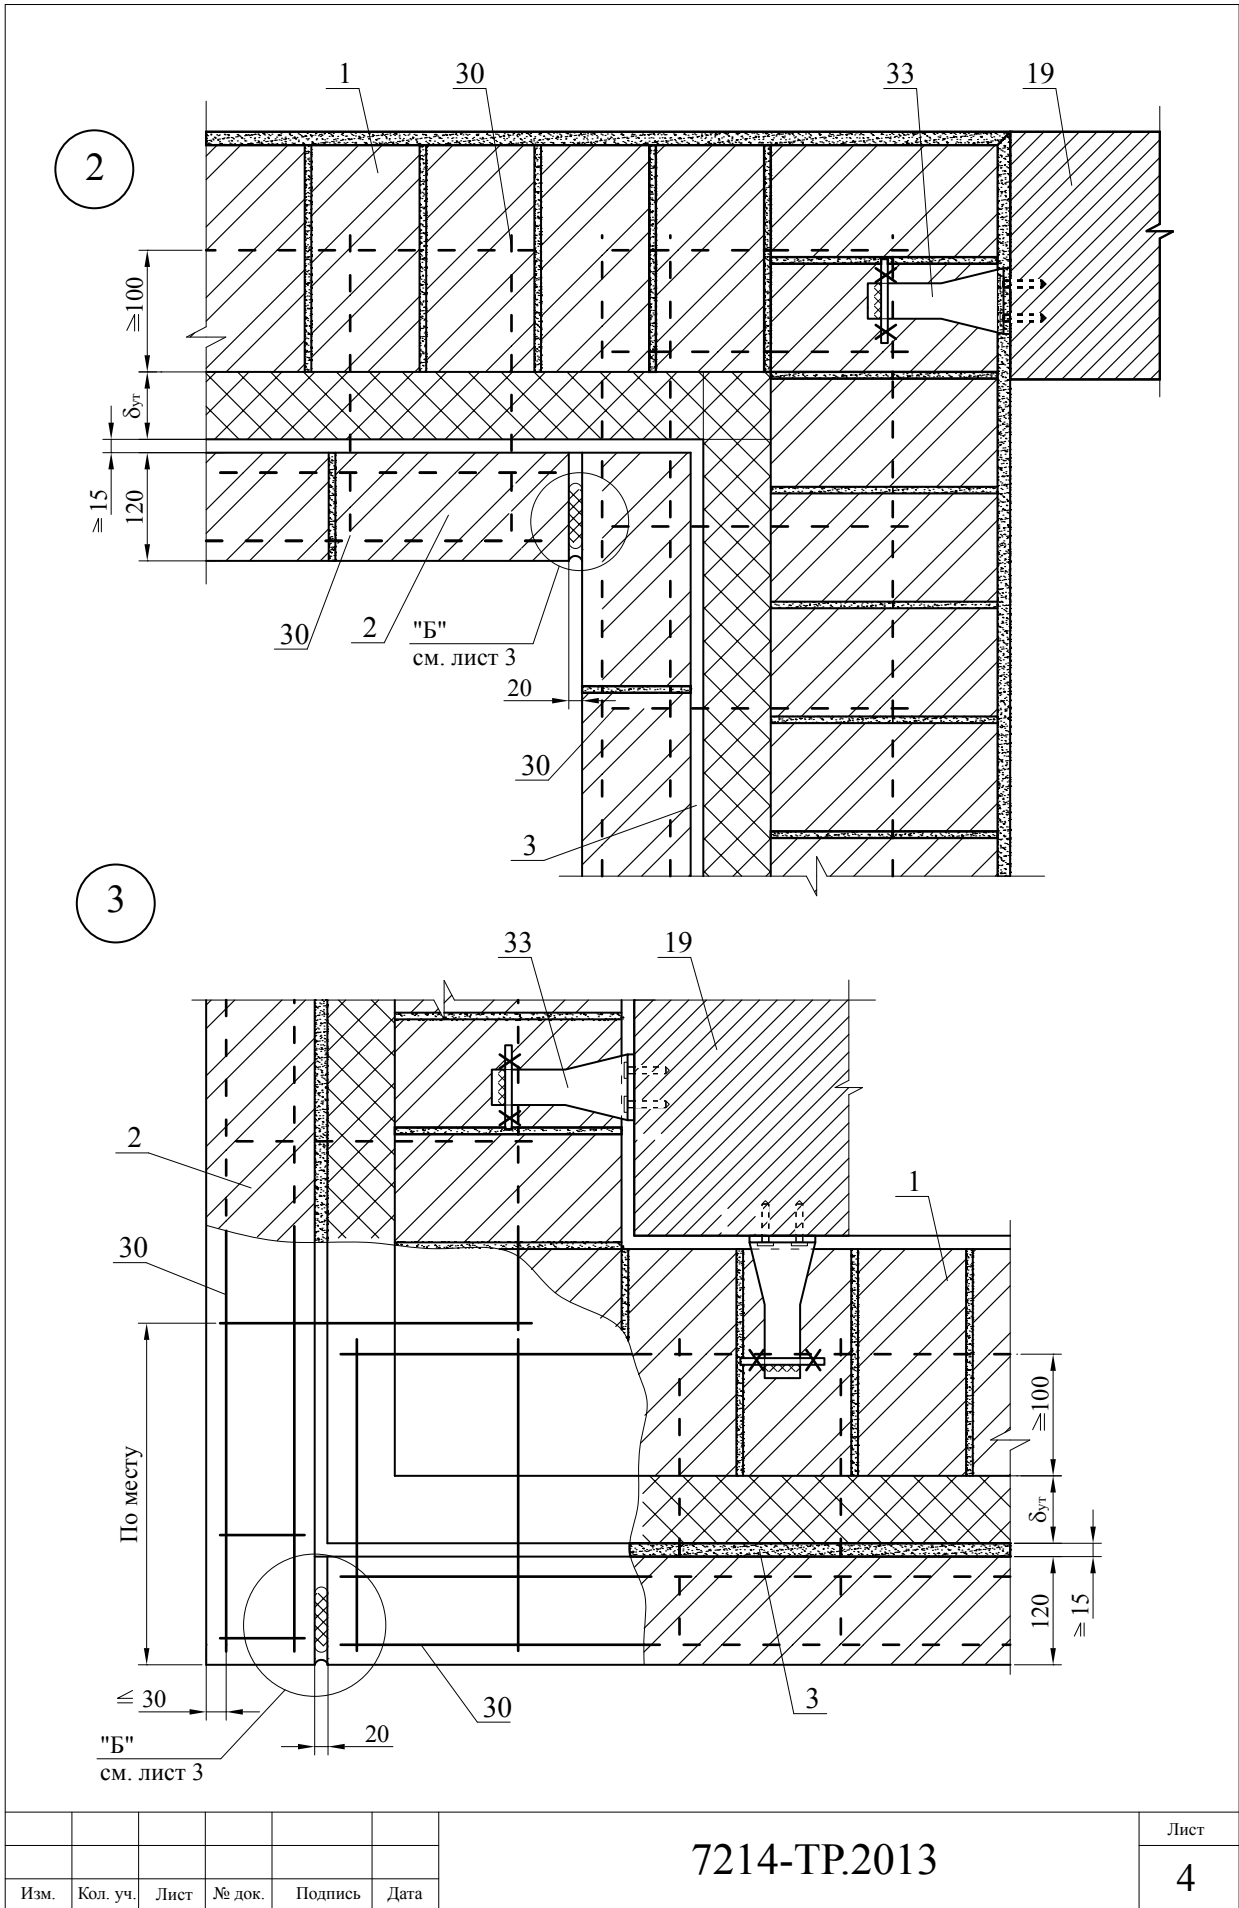 2
1
30
33
19
≥100
δут
≥15
120
30
2
"Б"
см. лист 3
20
30
3
3
33
19
2
1
30
По месту
≥100
δут
120
≥15
≤ 30
"Б"
см. лист 3
20
30
3
Изм.
Кол. уч.
Лист
№ док.
Подпись
Дата
7214-ТР.2013
Лист
4